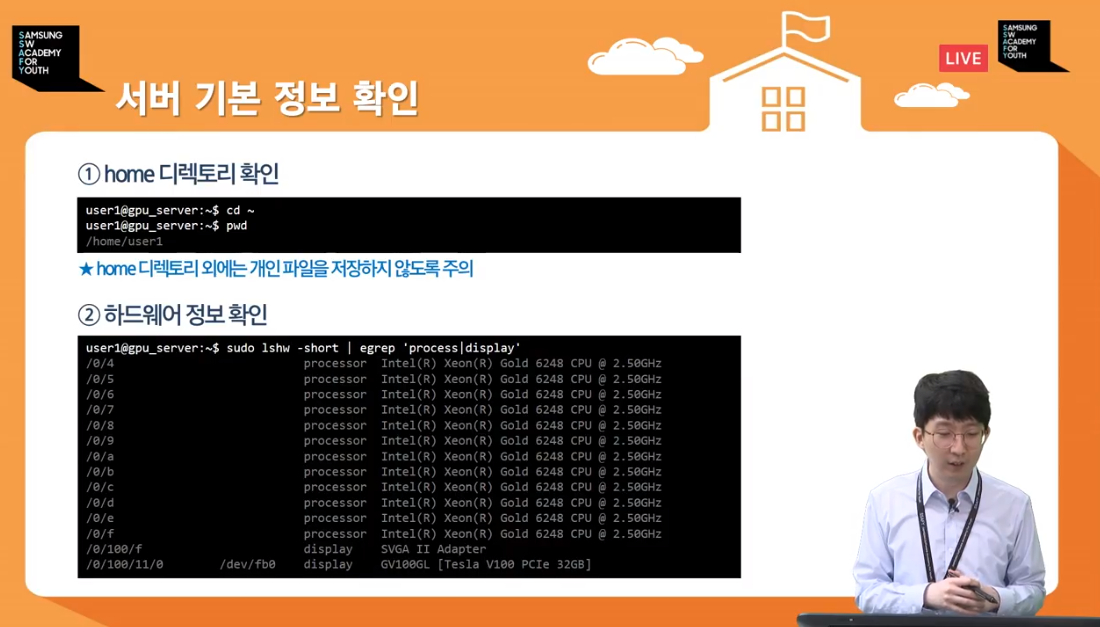 SAMSUNG
SW
ACADEMY
FOR
YOUTH
LIVE
SAMSUNG
SW
ACADEMY
FOR
YOUTH
서버 기본 정보 확인
① home 디렉토리 확인
user1@gpu_server:~$ cd ~
user1@gpu_server:~$ pwd
/home/user1
★ home 디렉토리 외에는 개인 파일을 저장하지 않도록 주의
② 하드웨어 정보 확인
user1@gpu_server:~$ sudo lshw -short | egrep 'process|display'
/0/4 processor Intel(R) Xeon(R) Gold 6248 CPU @ 2.50GHz
/0/5 processor Intel(R) Xeon(R) Gold 6248 CPU @ 2.50GHz
/0/6 processor Intel(R) Xeon(R) Gold 6248 CPU @ 2.50GHz
/0/7 processor Intel(R) Xeon(R) Gold 6248 CPU @ 2.50GHz
/0/8 processor Intel(R) Xeon(R) Gold 6248 CPU @ 2.50GHz
/0/9 processor Intel(R) Xeon(R) Gold 6248 CPU @ 2.50GHz
/0/a processor Intel(R) Xeon(R) Gold 6248 CPU @ 2.50GHz
/0/b processor Intel(R) Xeon(R) Gold 6248 CPU @ 2.50GHz
/0/c processor Intel(R) Xeon(R) Gold 6248 CPU @ 2.50GHz
/0/d processor Intel(R) Xeon(R) Gold 6248 CPU @ 2.50GHz
/0/e processor Intel(R) Xeon(R) Gold 6248 CPU @ 2.50GHz
/0/f processor Intel(R) Xeon(R) Gold 6248 CPU @ 2.50GHz
/0/100/f display SVGA II Adapter
/0/100/11/0 /dev/fb0 display GV100GL [Tesla V100 PCIe 32GB]